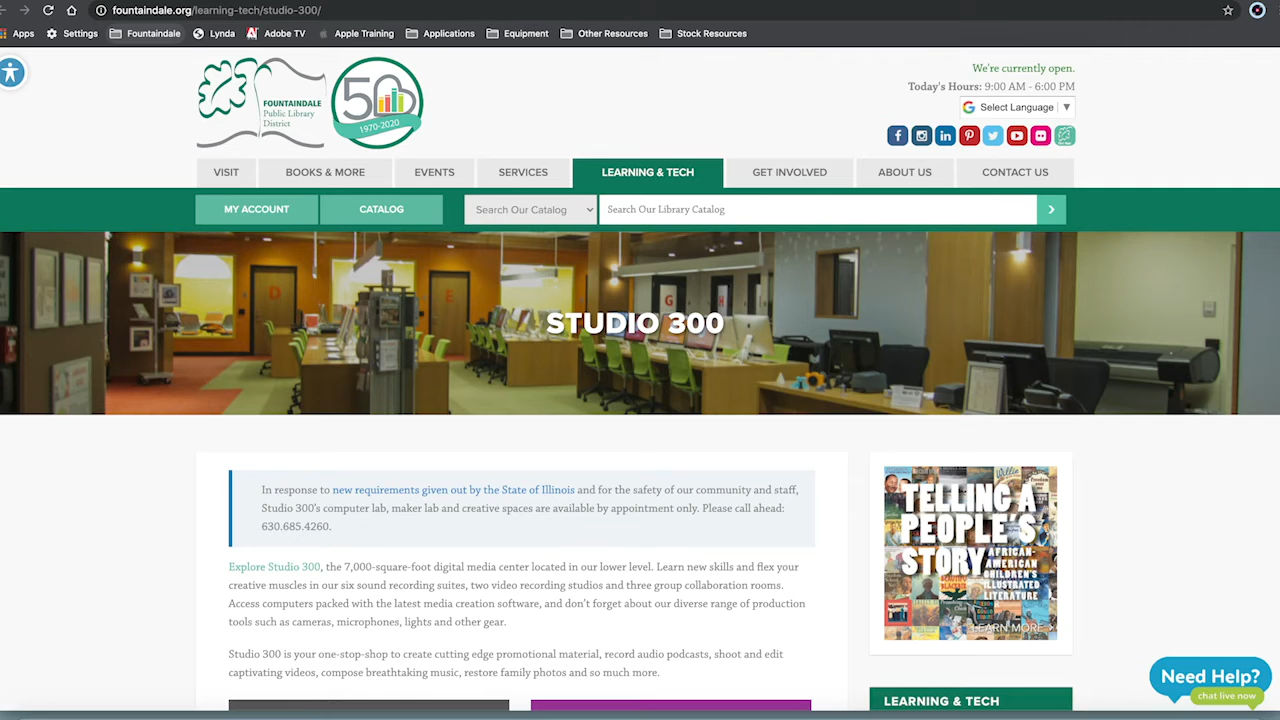 fountaindale.org/learning-tech/studio-300/
Apps Settings Fountaindale Lynda Adobe TV Apple Training Applications Equipment Other Resources Stock Resources
We're currently open.
Today's Hours: 9:00 AM - 6:00 PM
Select Language
FOUNTAINDALE
Public Library
District
50
1970-2020
VISIT BOOKS & MORE EVENTS SERVICES LEARNING & TECH GET INVOLVED ABOUT US CONTACT US
MY ACCOUNT CATALOG Search Our Catalog Search Our Library Catalog
D E G H
STUDIO 300
In response to new requirements given out by the State of Illinois and for the safety of our community and staff,
Studio 300's computer lab, maker lab and creative spaces are available by appointment only. Please call ahead:
630.685.4260.
Explore Studio 300, the 7,000-square-foot digital media center located in our lower level. Learn new skills and flex your
creative muscles in our six sound recording suites, two video recording studios and three group collaboration rooms.
Access computers packed with the latest media creation software, and don't forget about our diverse range of production
tools such as cameras, microphones, lights and other gear.
Studio 300 is your one-stop-shop to create cutting edge promotional material, record audio podcasts, shoot and edit
captivating videos, compose breathtaking music, restore family photos and so much more.
TELLING A
PEOPLE'S
STORY
AFRICAN-
AMERICAN
CHILDREN'S
ILLUSTRATED
LITERATURE
LEARN MORE >
LEARNING & TECH
Need Help?
chat live now